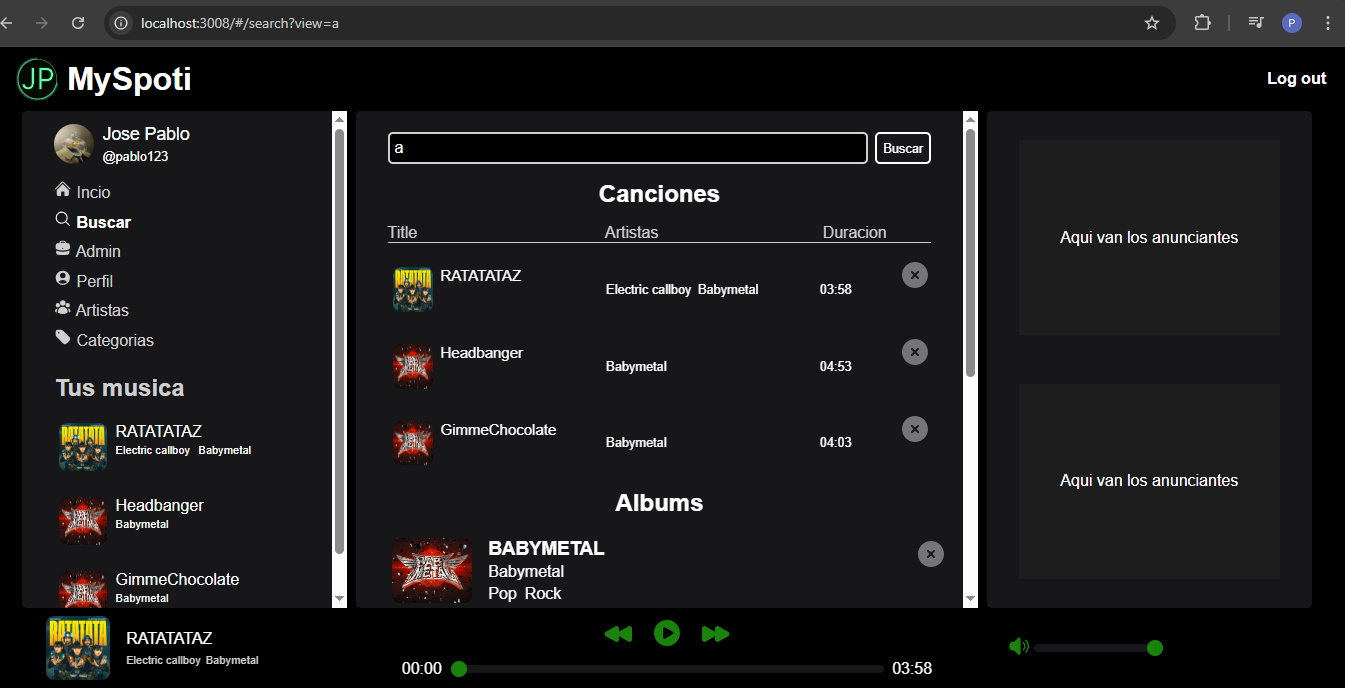 localhost:3008/#/search?view=a
P
JP MySpoti
Log out
Jose Pablo
@pablo123
Incio
Buscar
Admin
Perfil
Artistas
Categorias
Tus musica
RATATATAZ
Electric callboy Babymetal
Headbanger
Babymetal
GimmeChocolate
Babymetal
a
Buscar
Canciones
Title Artistas Duracion
RATATATAZ
Electric callboy Babymetal 03:58
Headbanger
Babymetal 04:53
GimmeChocolate
Babymetal 04:03
Albums
BABYMETAL
Babymetal
Pop Rock
Aqui van los anunciantes
Aqui van los anunciantes
RATATATAZ
Electric callboy Babymetal
00:00 03:58